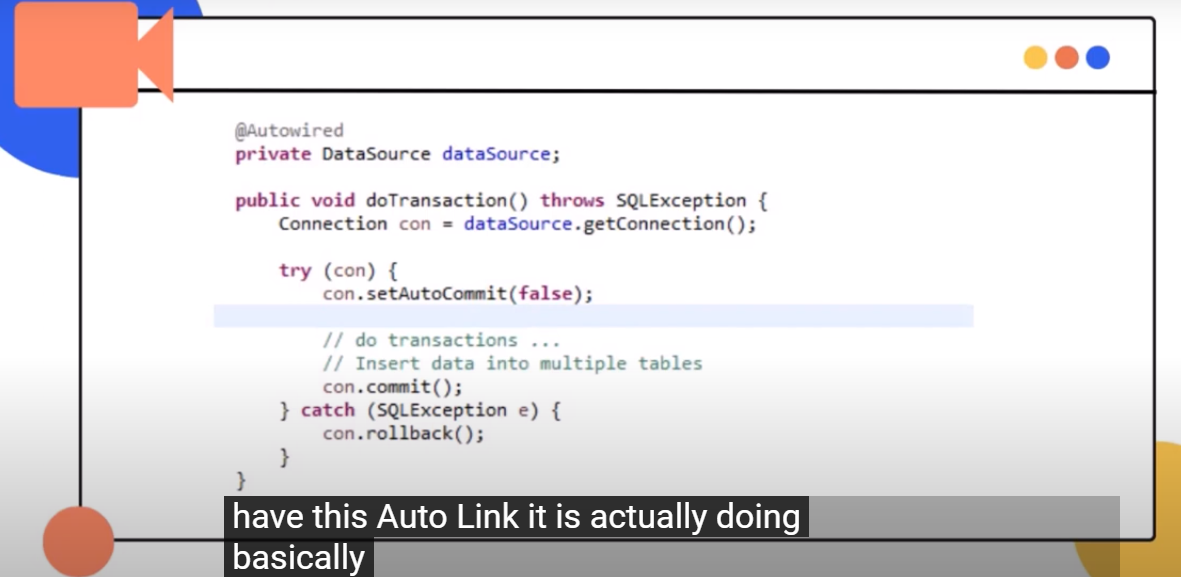 @Autowired
private DataSource dataSource;
public void doTransaction() throws SQLException {
Connection con = dataSource.getConnection();
try (con) {
con.setAutoCommit(false);
// do transactions ...
// Insert data into multiple tables
con.commit();
} catch (SQLException e) {
con.rollback();
}
}
have this Auto Link it is actually doing
basically